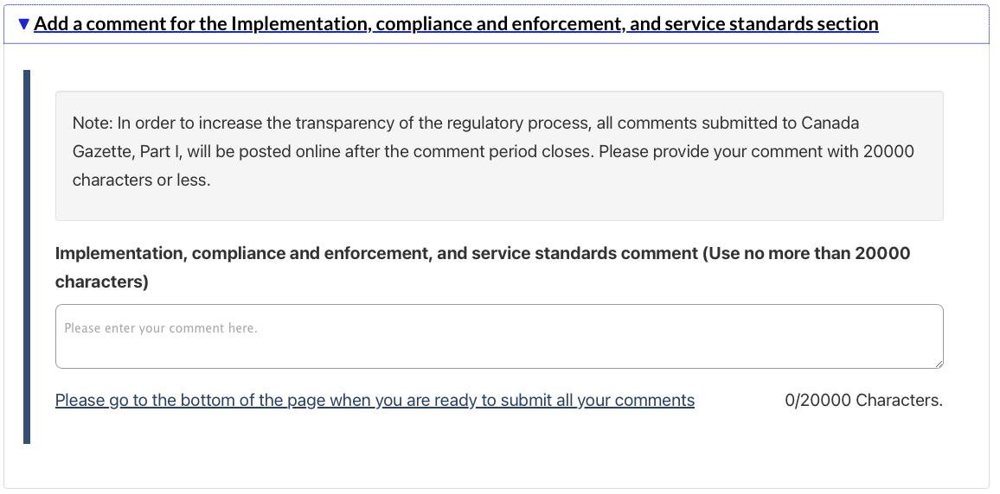 ▼ Add a comment for the Implementation, compliance and enforcement, and service standards section
Note: In order to increase the transparency of the regulatory process, all comments submitted to Canada
Gazette, Part I, will be posted online after the comment period closes. Please provide your comment with 20000
characters or less.
Implementation, compliance and enforcement, and service standards comment (Use no more than 20000
characters)
Please enter your comment here.
Please go to the bottom of the page when you are ready to submit all your comments 0/20000 Characters.